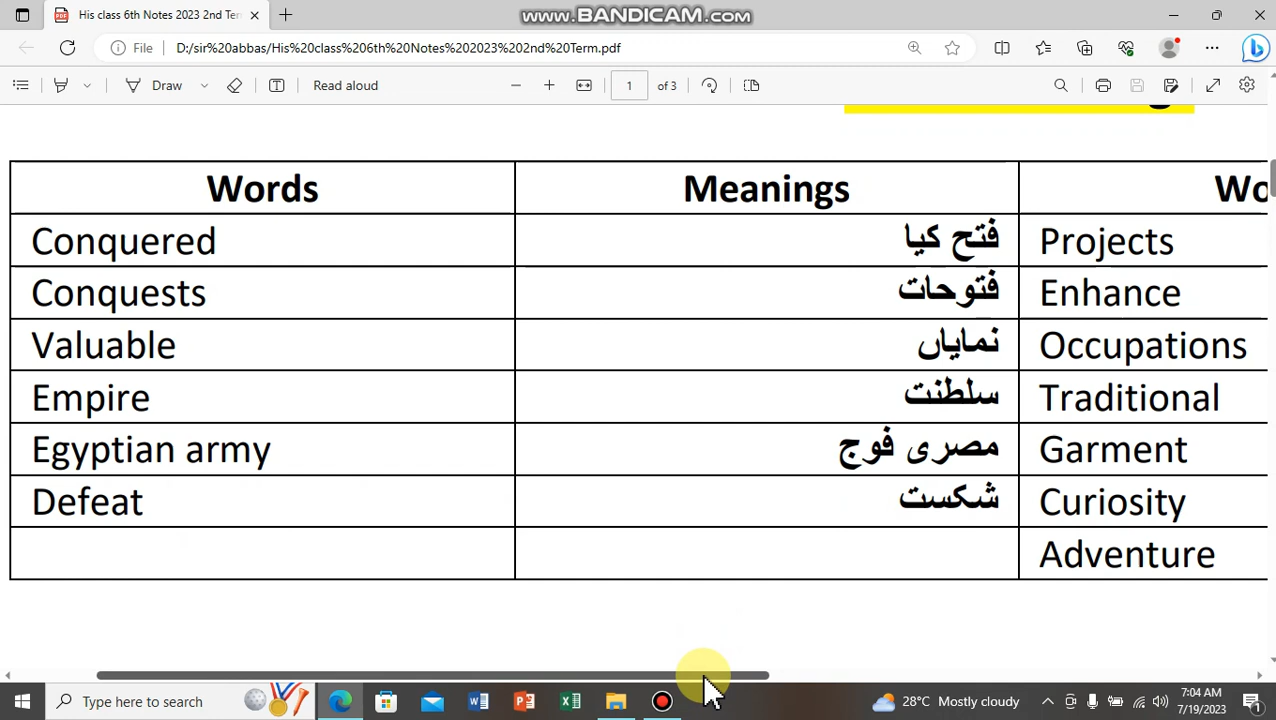 His class 6th Notes 2023 2nd Ter
www.BANDICAM.com
File D:/sir%20abbas/His%20class%206th%20Notes%202023%202nd%20Term.pdf
Draw Read aloud 1 of 3
Words Meanings Wo
Conquered فتح کیا Projects
Conquests فتوحات Enhance
Valuable نمایاں Occupations
Empire سلطنت Traditional
Egyptian army مصری فوج Garment
Defeat شکست Curiosity
Adventure
Type here to search 28°C Mostly cloudy 7:04 AM
7/19/2023